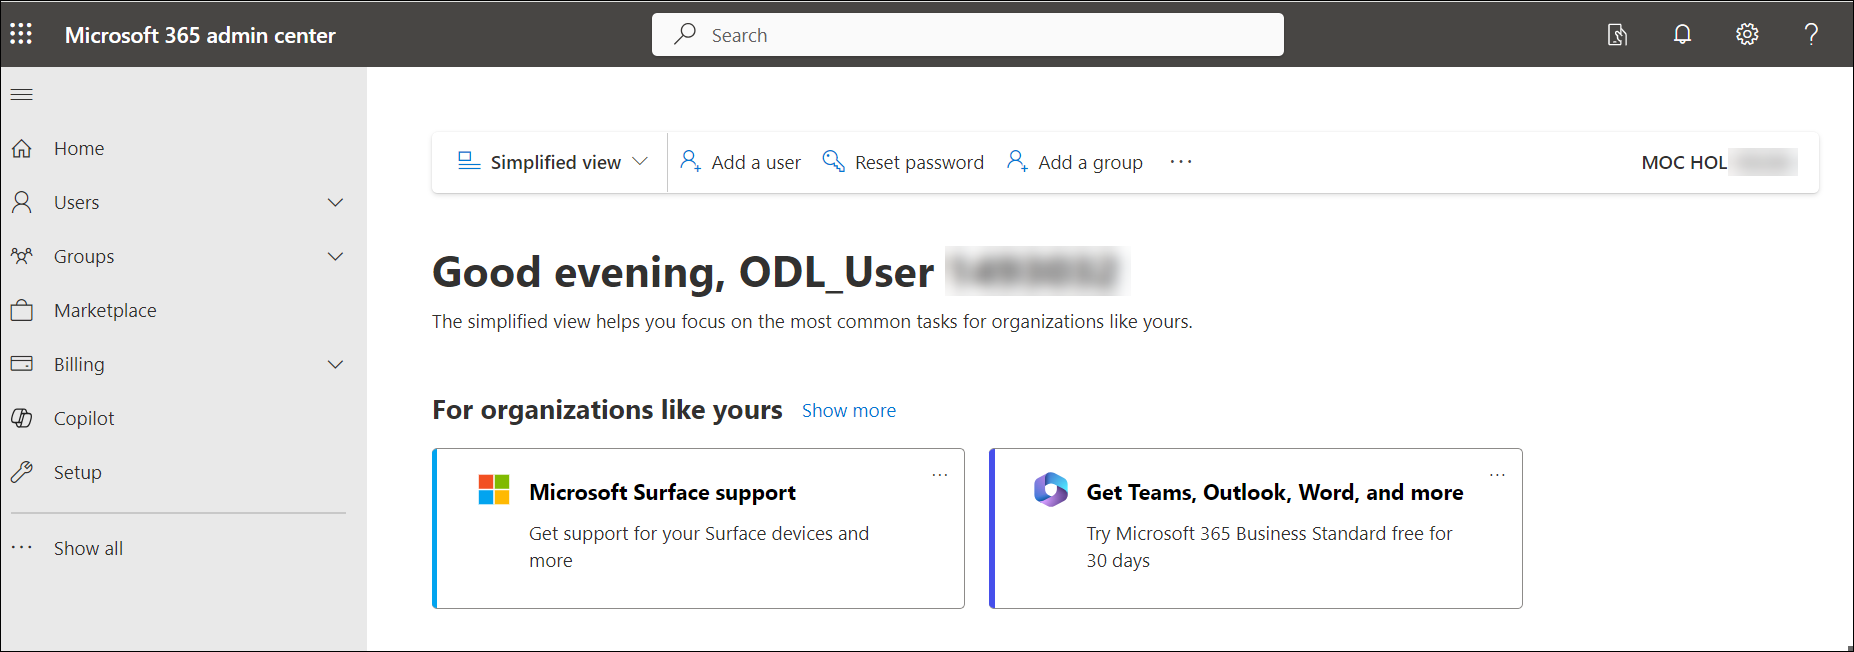 Microsoft 365 admin center
Search
Home
Users
Groups
Marketplace
Billing
Copilot
Setup
Show all
Simplified view
Add a user
Reset password
Add a group
MOC HOL
Good evening, ODL_User
The simplified view helps you focus on the most common tasks for organizations like yours.
For organizations like yours Show more
Microsoft Surface support
Get support for your Surface devices and
more
Get Teams, Outlook, Word, and more
Try Microsoft 365 Business Standard free for
30 days